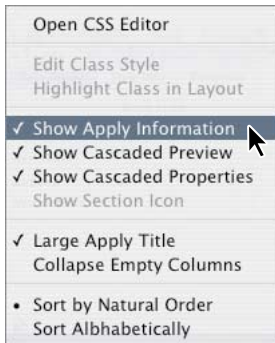 Open CSS Editor
Edit Class Style
Highlight Class in Layout
✓ Show Apply Information
✓ Show Cascaded Preview
✓ Show Cascaded Properties
Show Section Icon
✓ Large Apply Title
Collapse Empty Columns
• Sort by Natural Order
Sort Albhabetically